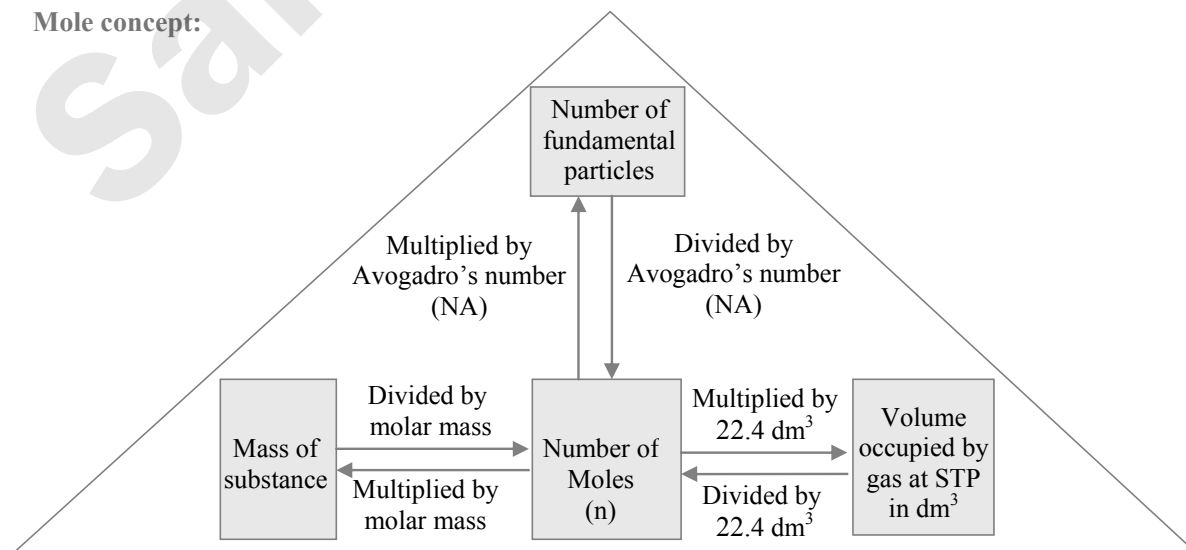 Mole concept:
Number of
fundamental
particles
Multiplied by
Avogadro’s number
(NA)
Divided by
Avogadro’s number
(NA)
Mass of
substance
Divided by
molar mass
Multiplied by
molar mass
Number of
Moles
(n)
Multiplied by
22.4 dm³
Divided by
22.4 dm³
Volume
occupied by
gas at STP
in dm³